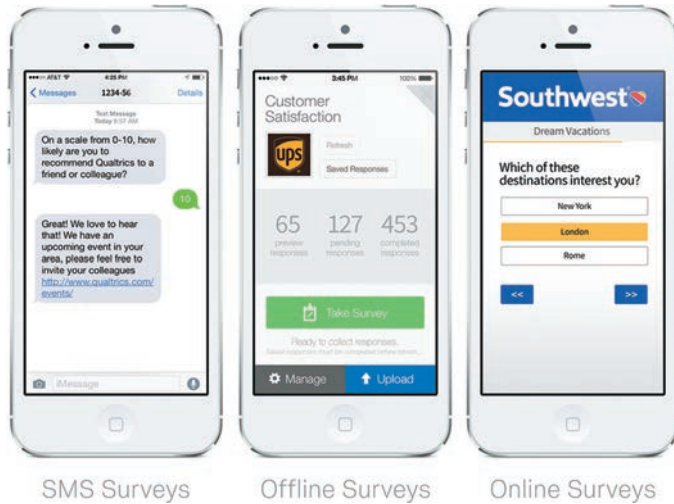 AT&T 4:25 PM
Messages 1234-56 Details
Text Message
Today 9:57 AM
On a scale from 0-10, how
likely are you to
recommend Qualtrics to a
friend or colleague?
10
Great! We love to hear
that! We have an
upcoming event in your
area, please feel free to
invite your colleagues
http://www.qualtrics.com/
events/
iMessage
SMS Surveys
3:45 PM 100%
Customer
Satisfaction
ups
Refresh
Saved Responses
65 127 453
preview pending completed
responses responses responses
Take Survey
Ready to collect responses.
Manage Upload
Offline Surveys
Southwest
Dream Vacations
Which of these
destinations interest you?
New York
London
Rome
<< >>
Online Surveys